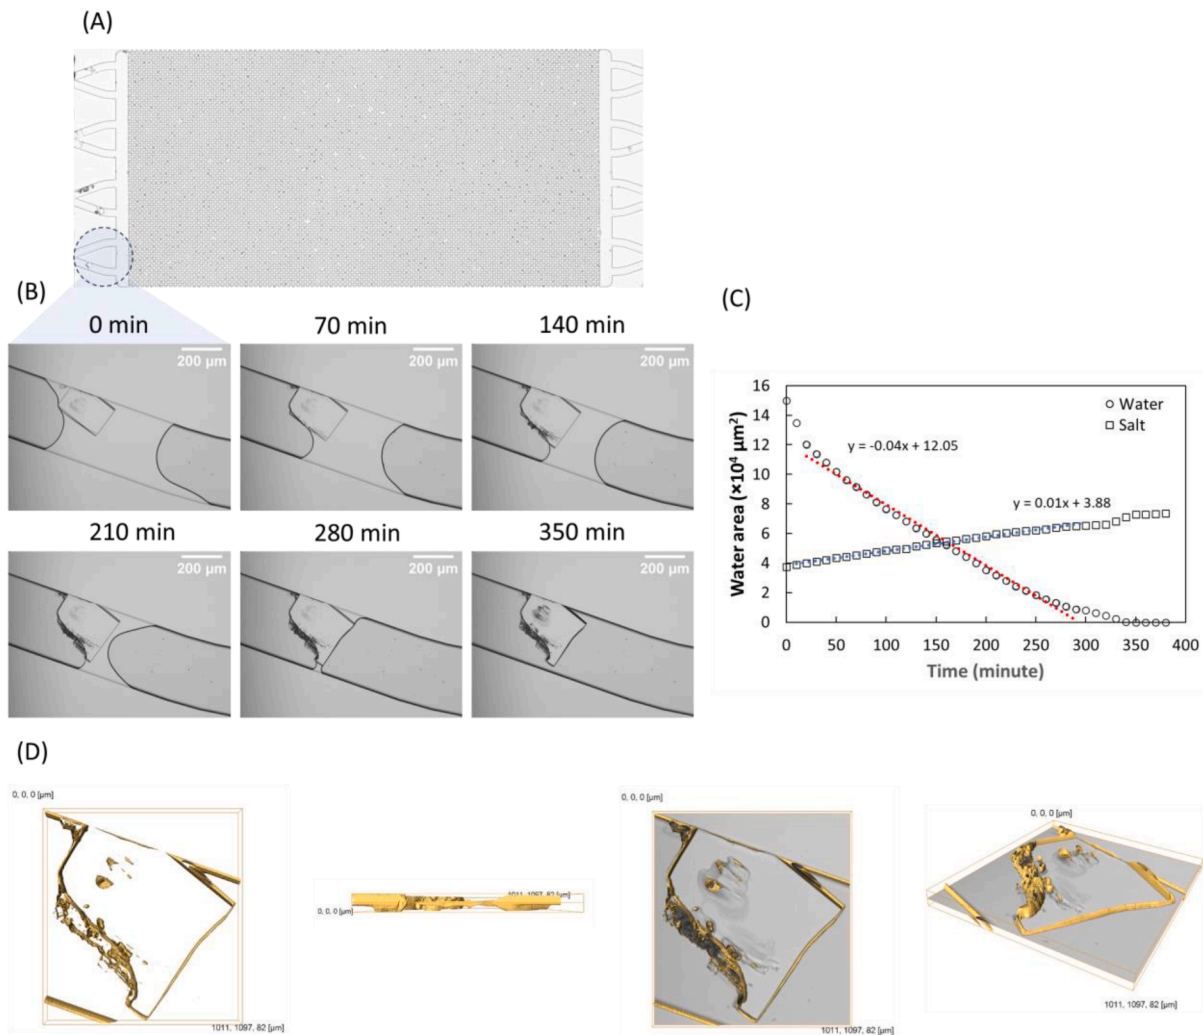 (A)
(B)
0 min
70 min
140 min
200 µm
200 µm
200 µm
210 min
280 min
350 min
200 µm
200 µm
200 µm
(C)
16
14
12
10
8
6
4
2
0
Water area (×10⁴ µm²)
Water
Salt
y = -0.04x + 12.05
y = 0.01x + 3.88
0 50 100 150 200 250 300 350 400
Time (minute)
(D)
0, 0, 0 [µm]
1011, 1097, 82 [µm]
1011, 1097, 82 [µm]
0, 0, 0 [µm]
0, 0, 0 [µm]
1011, 1097, 82 [µm]
0, 0, 0 [µm]
1011, 1097, 82 [µm]